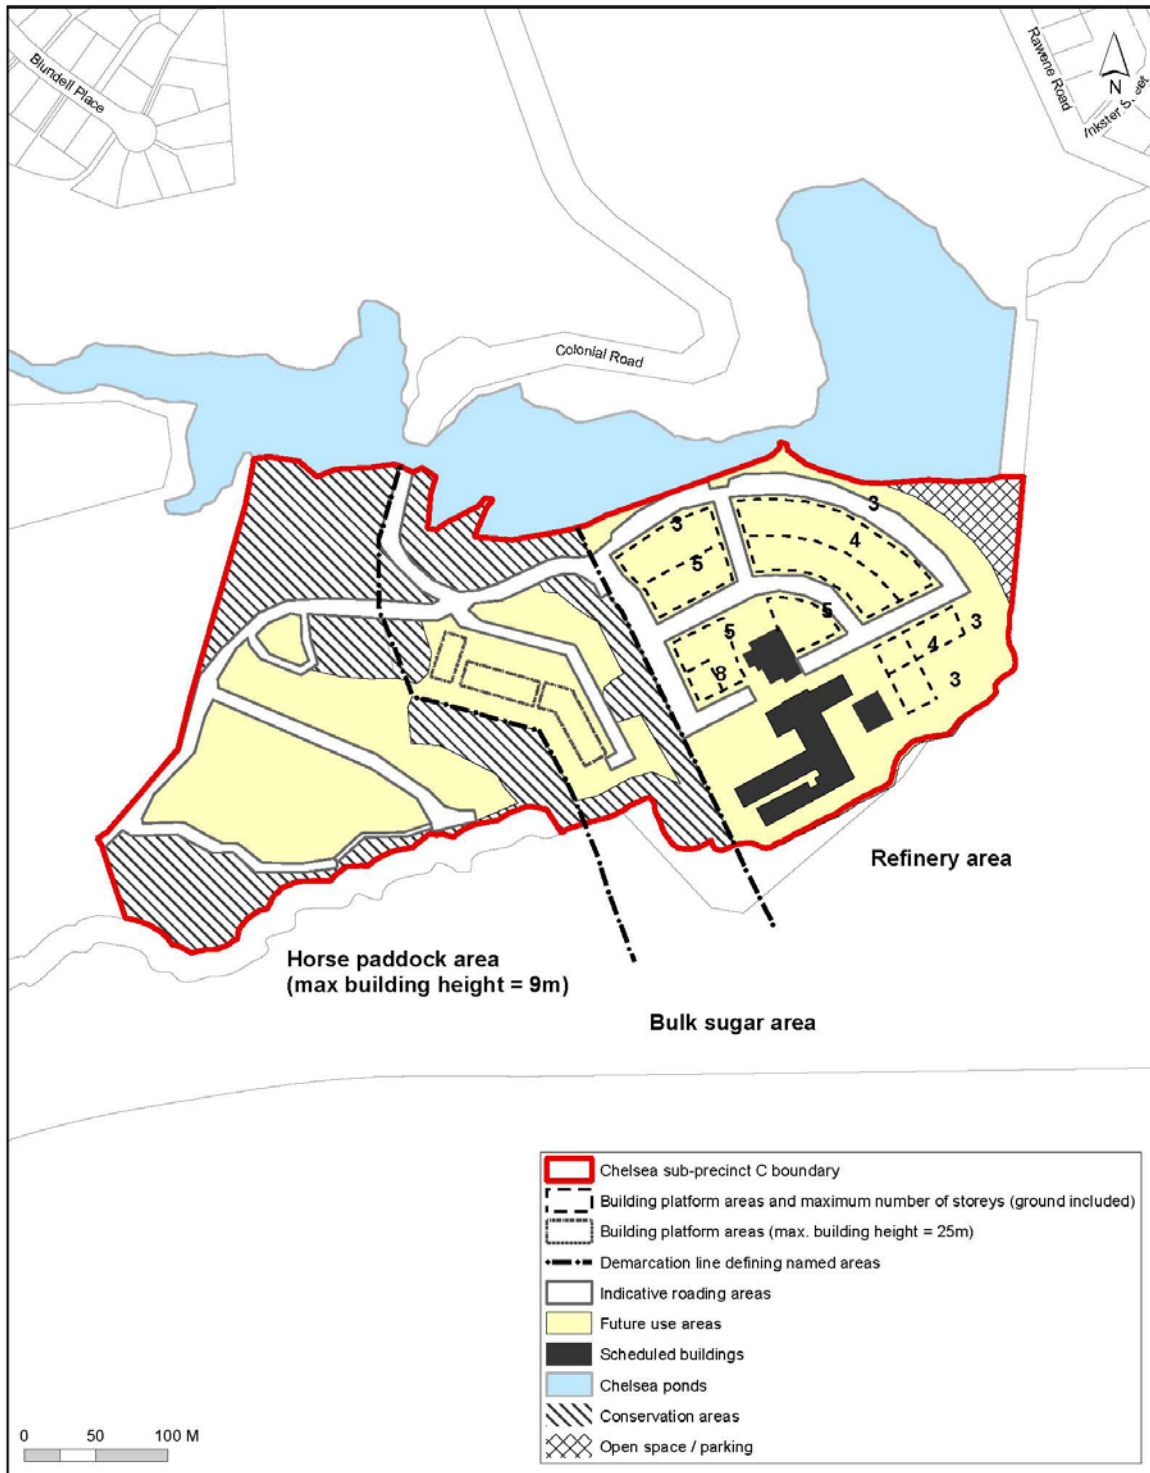 Blundell Place
Rawene Road
N
Inkster Street
Colonial Road
3
3
4
5
5
5
3
4
8
3
Refinery area
Horse paddock area
(max building height = 9m)
Bulk sugar area
Chelsea sub-precinct C boundary
Building platform areas and maximum number of storeys (ground included)
Building platform areas (max. building height = 25m)
Demarcation line defining named areas
Indicative roading areas
Future use areas
Scheduled buildings
Chelsea ponds
Conservation areas
Open space / parking
0 50 100 M